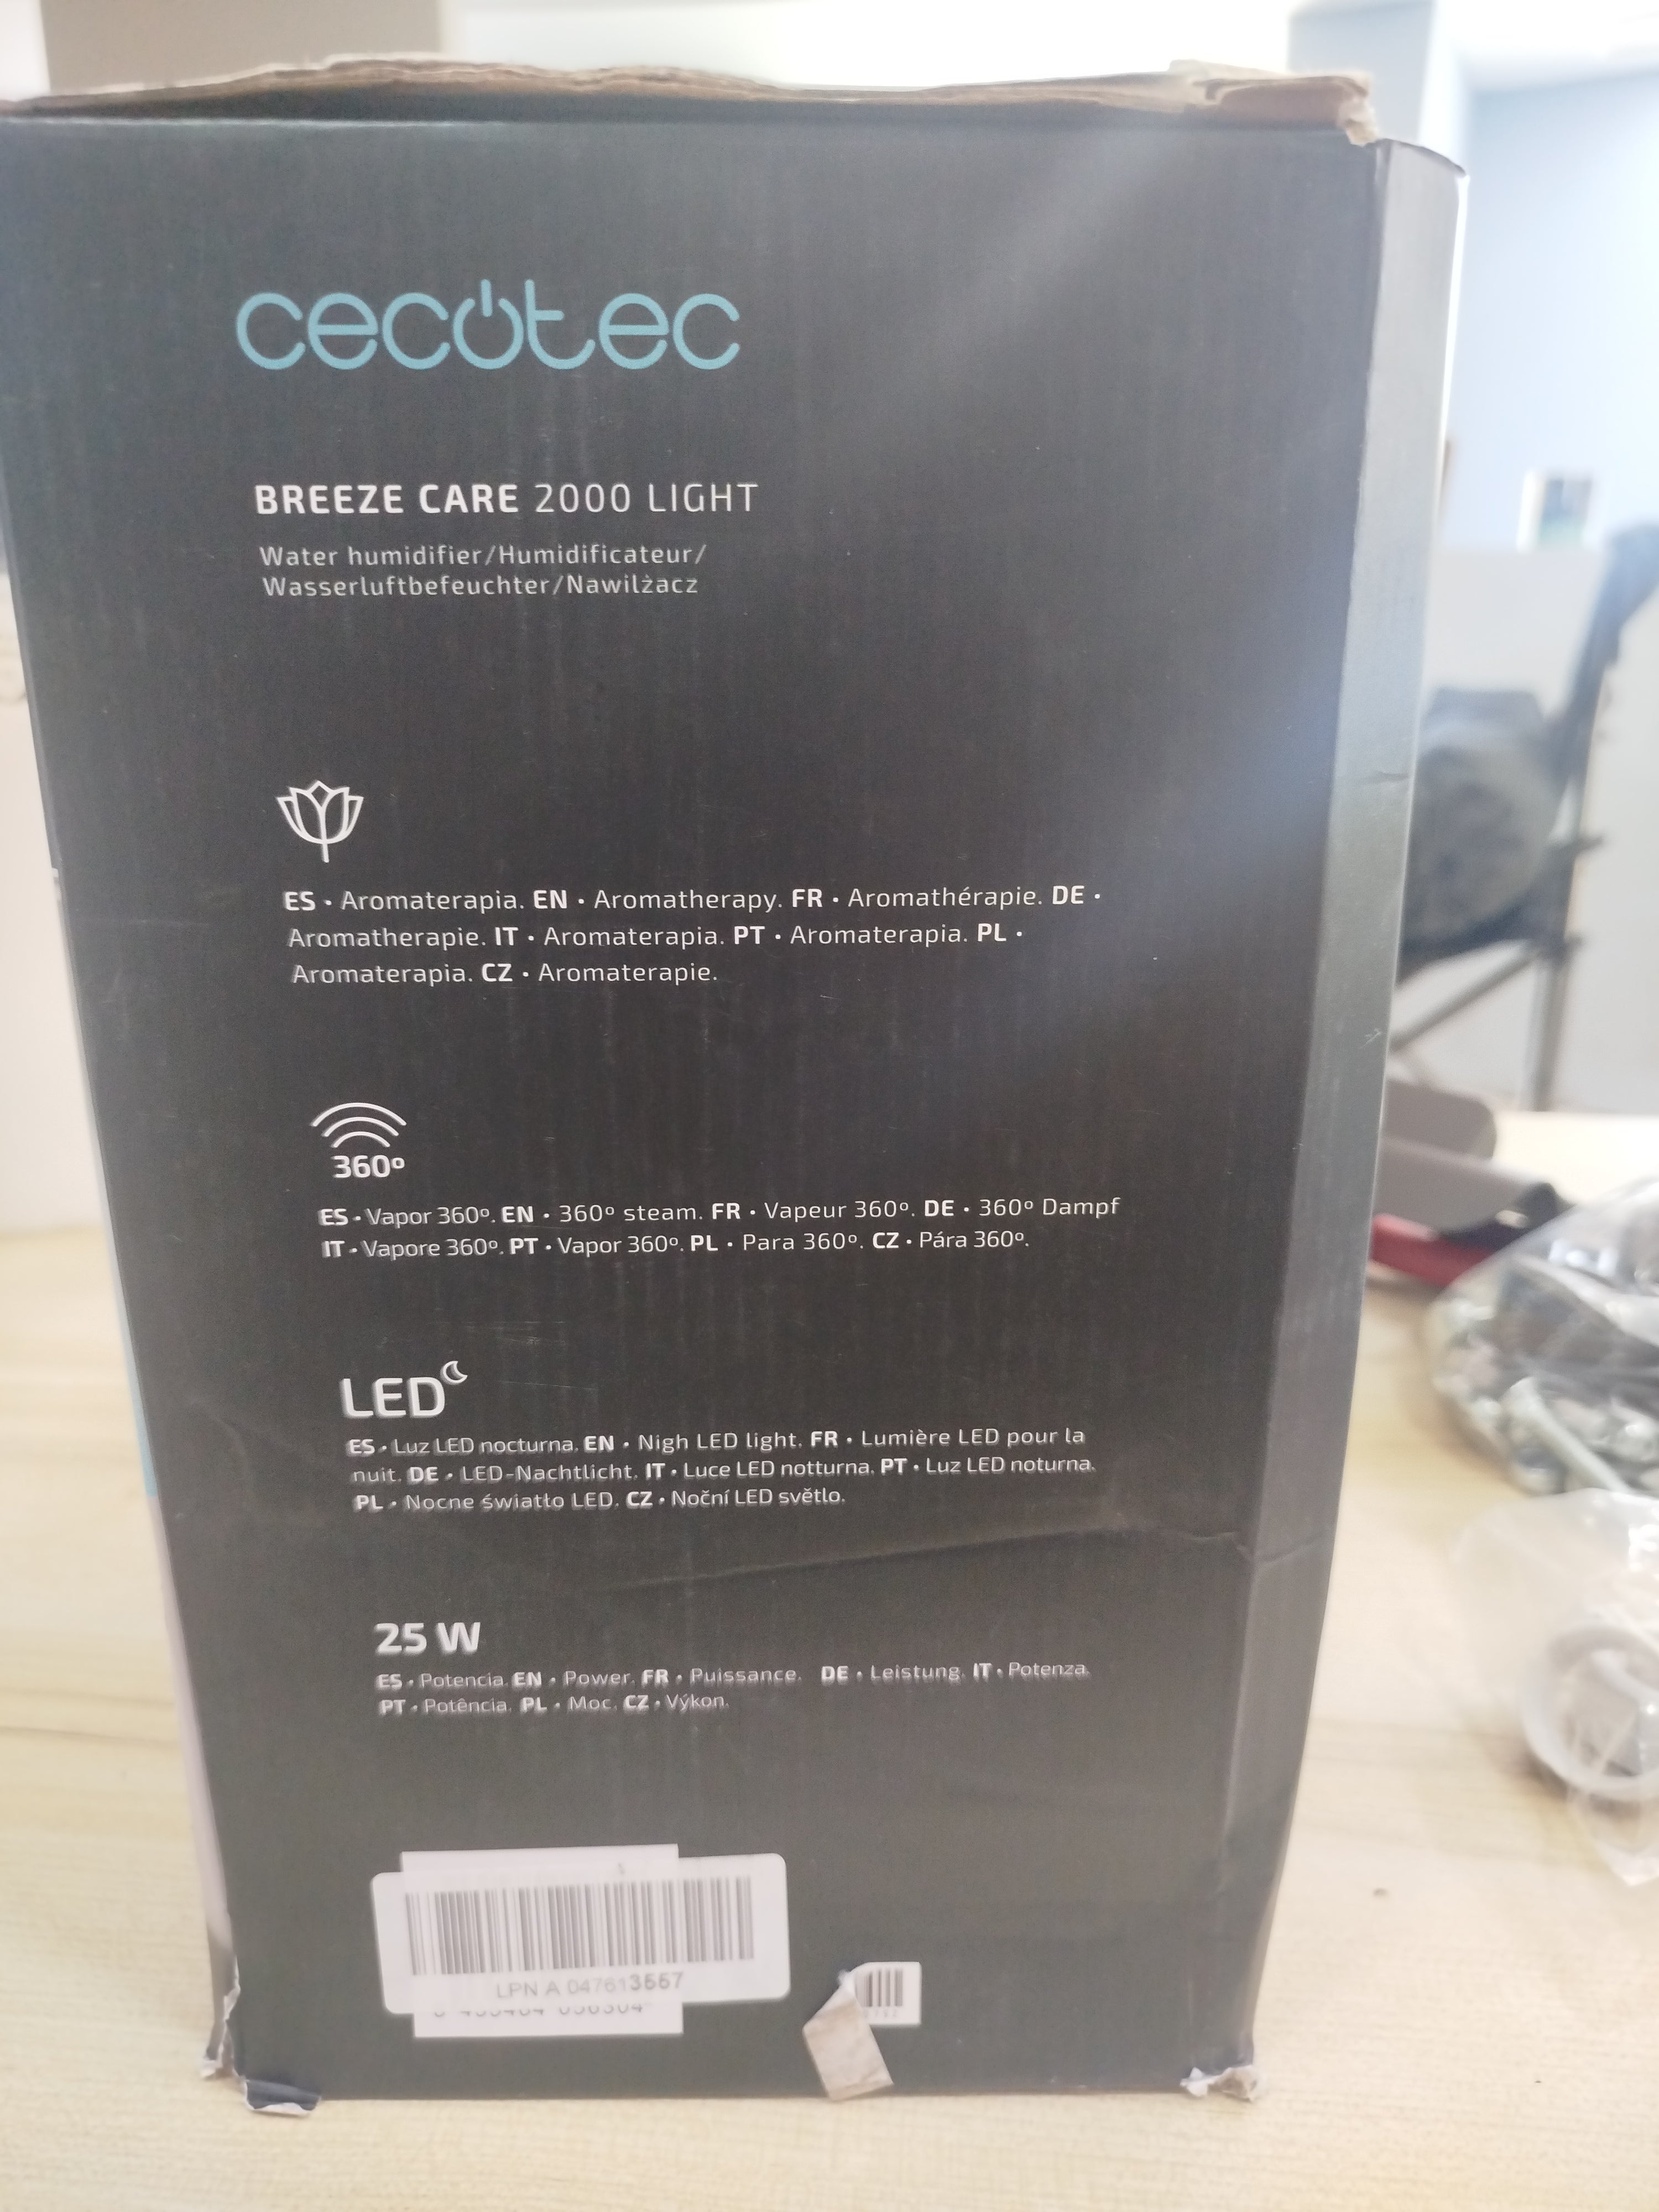 cecotec
BREEZE CARE 2000 LIGHT
Water humidifier/Humidificateur/
Wasserluftbefeuchter/Nawilżacz
ES • Aromaterapia. EN • Aromatherapy. FR • Aromathérapie. DE •
Aromatherapie. IT • Aromaterapia. PT • Aromaterapia. PL •
Aromaterapia. CZ • Aromaterapie.
360º
ES • Vapor 360º. EN • 360º steam. FR • Vapeur 360º. DE • 360º Dampf
IT • Vapore 360º. PT • Vapor 360º. PL • Para 360º. CZ • Pára 360º.
LED
ES • Luz LED nocturna. EN • Nigh LED light. FR • Lumière LED pour la
nuit. DE • LED-Nachtlicht. IT • Luce LED notturna. PT • Luz LED noturna.
PL • Nocne światło LED. CZ • Noční LED světlo.
25 W
ES • Potencia. EN • Power. FR • Puissance. DE • Leistung. IT • Potenza.
PT • Potência. PL • Moc. CZ • Výkon.
LPN A 047613557